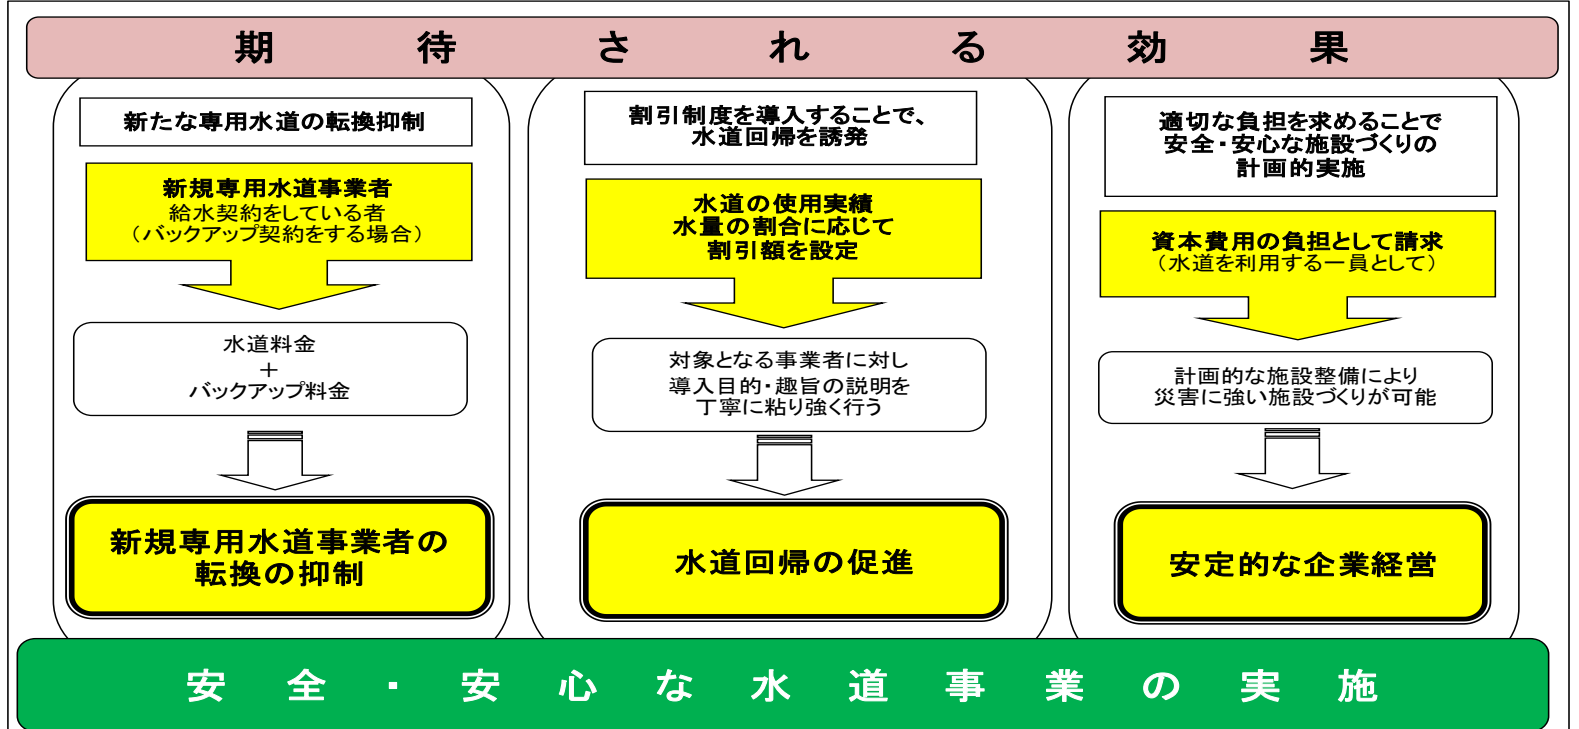 期待される効果
新たな専用水道の転換抑制
新規専用水道事業者
給水契約をしている者
（バックアップ契約をする場合）
水道料金
＋
バックアップ料金
新規専用水道事業者の
転換の抑制
割引制度を導入することで、
水道回帰を誘発
水道の使用実績
水量の割合に応じて
割引額を設定
対象となる事業者に対し
導入目的・趣旨の説明を
丁寧に粘り強く行う
水道回帰の促進
適切な負担を求めることで
安全・安心な施設づくりの
計画的実施
資本費用の負担として請求
（水道を利用する一員として）
計画的な施設整備により
災害に強い施設づくりが可能
安定的な企業経営
安全・安心な水道事業の実施